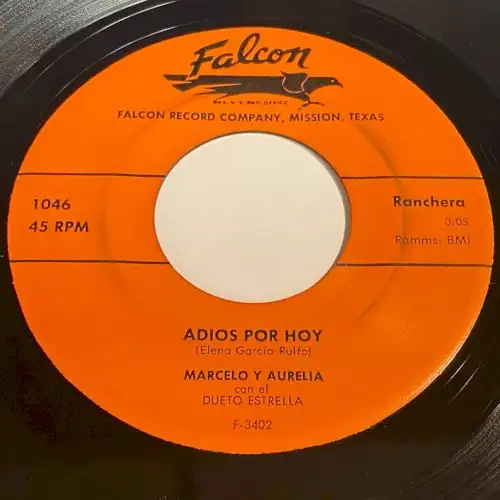 Falcon
FALCON RECORD COMPANY, MISSION, TEXAS
1046
45 RPM
Ranchera
3:05
Ramms: BMI
ADIOS POR HOY
(Elena Garcia Rulfo)
MARCELO Y AURELIA
con el
DUETO ESTRELLA
F-3402